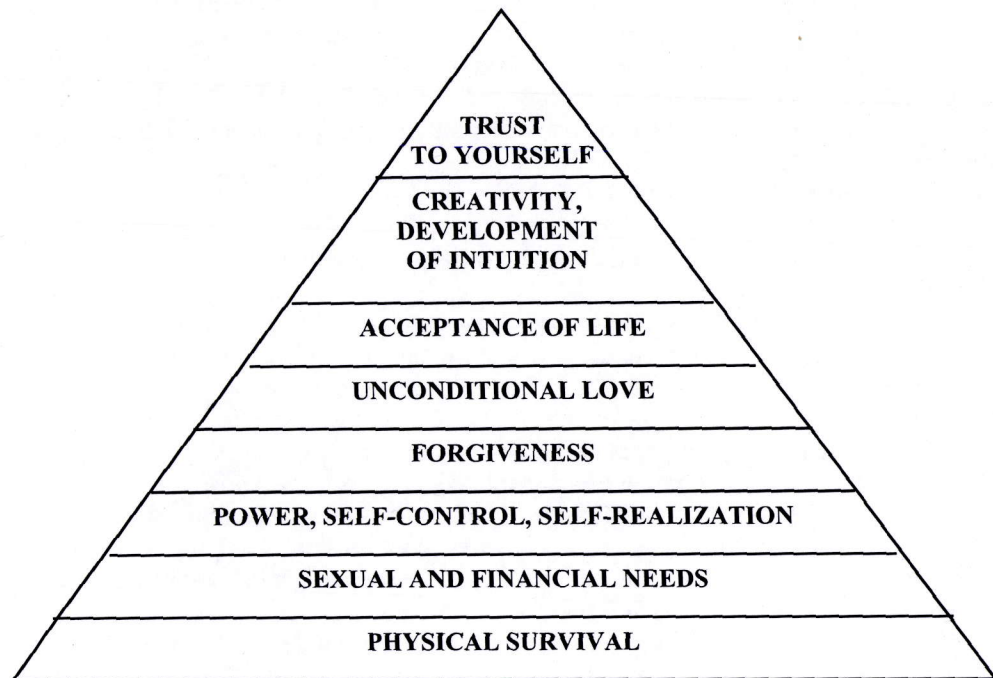 TRUST
TO YOURSELF
CREATIVITY,
DEVELOPMENT
OF INTUITION
ACCEPTANCE OF LIFE
UNCONDITIONAL LOVE
FORGIVENESS
POWER, SELF-CONTROL, SELF-REALIZATION
SEXUAL AND FINANCIAL NEEDS
PHYSICAL SURVIVAL